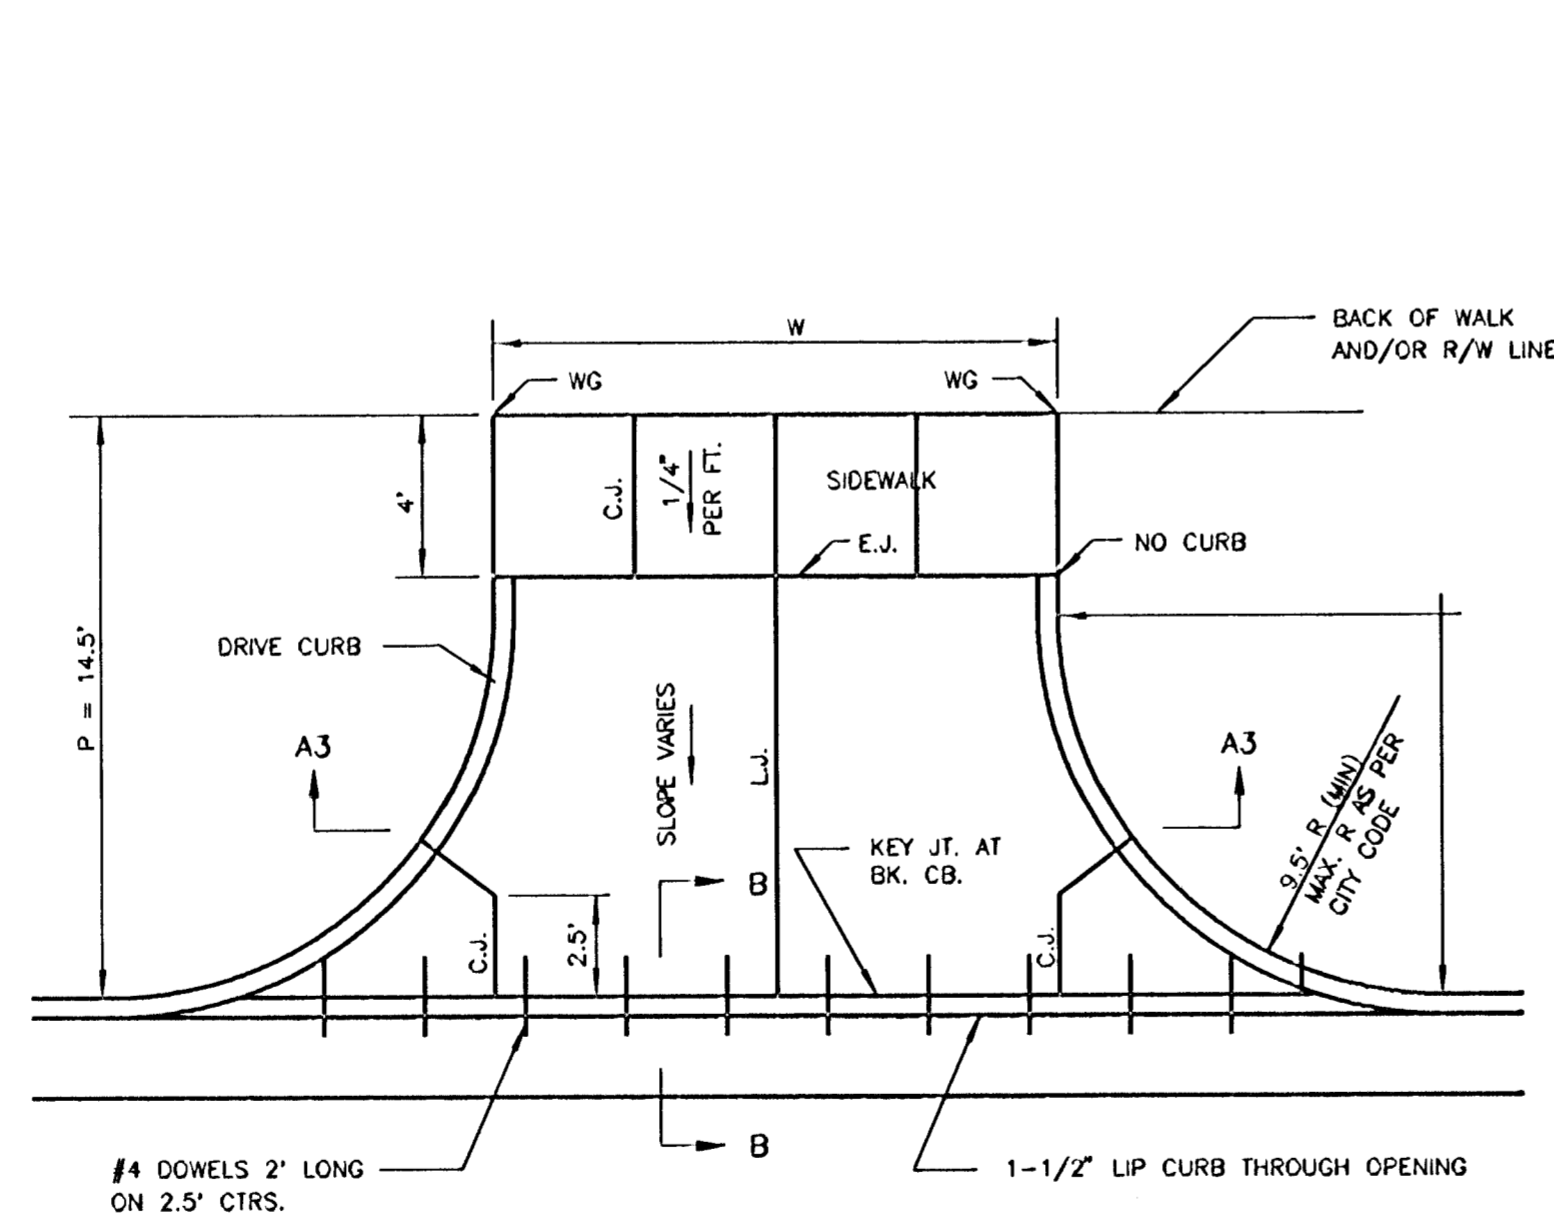 W
BACK OF WALK
AND/OR R/W LINE
WG
WG
4'
C.J.
1/4"
PER FT.
SIDEWALK
E.J.
NO CURB
P = 14.5'
DRIVE CURB
SLOPE VARIES
L.J.
A3
A3
9.5' R (MIN)
MAX. R AS PER
CITY CODE
KEY JT. AT
BK. CB.
B
C.J.
2.5'
C.J.
B
#4 DOWELS 2' LONG
ON 2.5' CTRS.
1-1/2" LIP CURB THROUGH OPENING